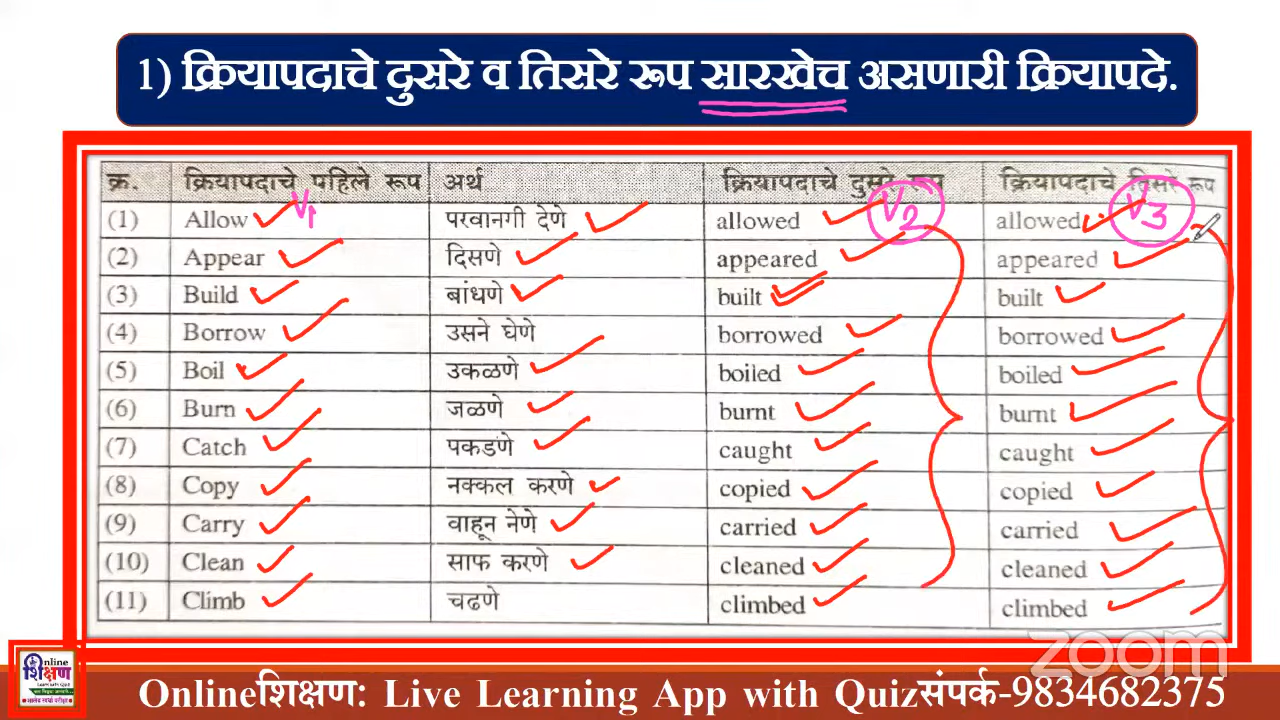 1) क्रियापदाचे दुसरे व तिसरे रूप सारखेच असणारी क्रियापदे.
क्र. क्रियापदाचे पहिले रूप अर्थ क्रियापदाचे दुसरे रूप क्रियापदाचे तिसरे रूप
V1 V2 V3
(1) Allow परवानगी देणे allowed allowed
(2) Appear दिसणे appeared appeared
(3) Build बांधणे built built
(4) Borrow उसने घेणे borrowed borrowed
(5) Boil उकळणे boiled boiled
(6) Burn जळणे burnt burnt
(7) Catch पकडणे caught caught
(8) Copy नक्कल करणे copied copied
(9) Carry वाहून नेणे carried carried
(10) Clean साफ करणे cleaned cleaned
(11) Climb चढणे climbed climbed
zoom
Online
शिक्षण
Onlineशिक्षण: Live Learning App with Quizसंपर्क-9834682375